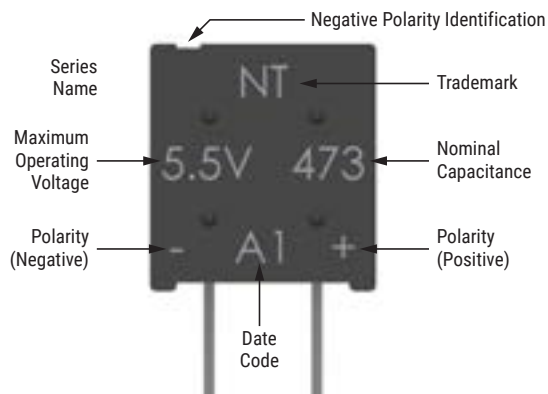 Negative Polarity Identification
Series
Name
NT
Trademark
Maximum
Operating
Voltage
5.5V
473
Nominal
Capacitance
Polarity
(Negative)
-
A1
+
Polarity
(Positive)
Date
Code